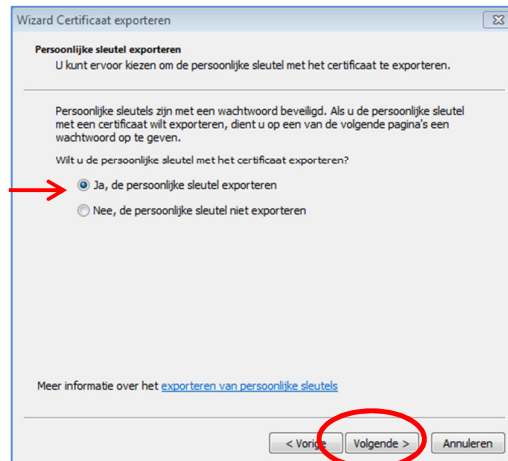 Wizard Certificaat exporteren
Persoonlijke sleutel exporteren
U kunt ervoor kiezen om de persoonlijke sleutel met het certificaat te exporteren.
Persoonlijke sleutels zijn met een wachtwoord beveiligd. Als u de persoonlijke sleutel
met een certificaat wilt exporteren, dient u op een van de volgende pagina's een
wachtwoord op te geven.
Wilt u de persoonlijke sleutel met het certificaat exporteren?
Ja, de persoonlijke sleutel exporteren
Nee, de persoonlijke sleutel niet exporteren
Meer informatie over het exporteren van persoonlijke sleutels
< Vorige Volgende > Annuleren